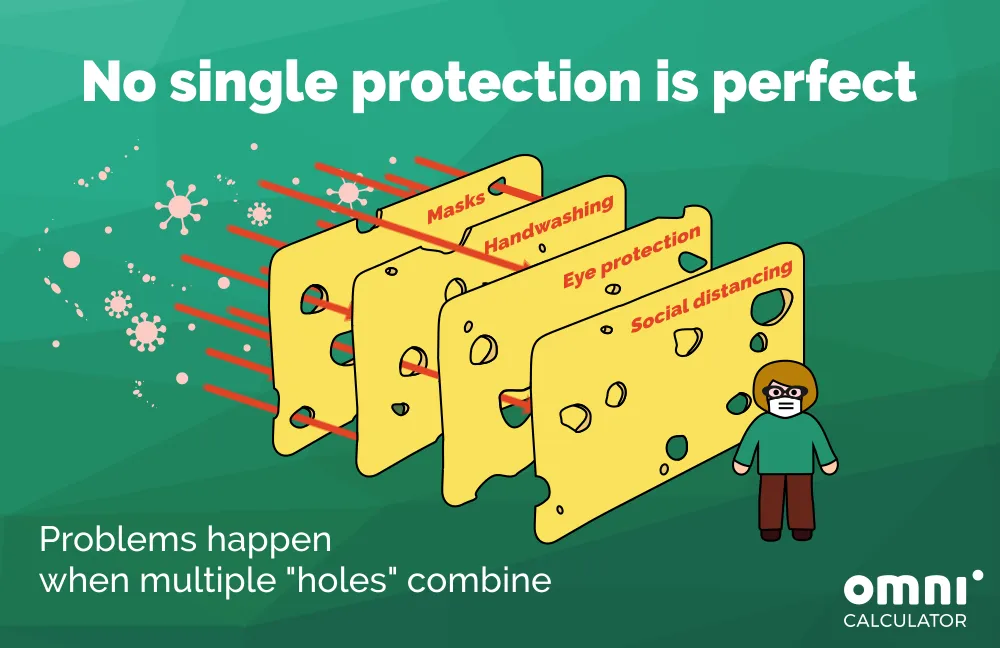 No single protection is perfect
Masks
Handwashing
Eye protection
Social distancing
Problems happen
when multiple "holes" combine
omni
CALCULATOR